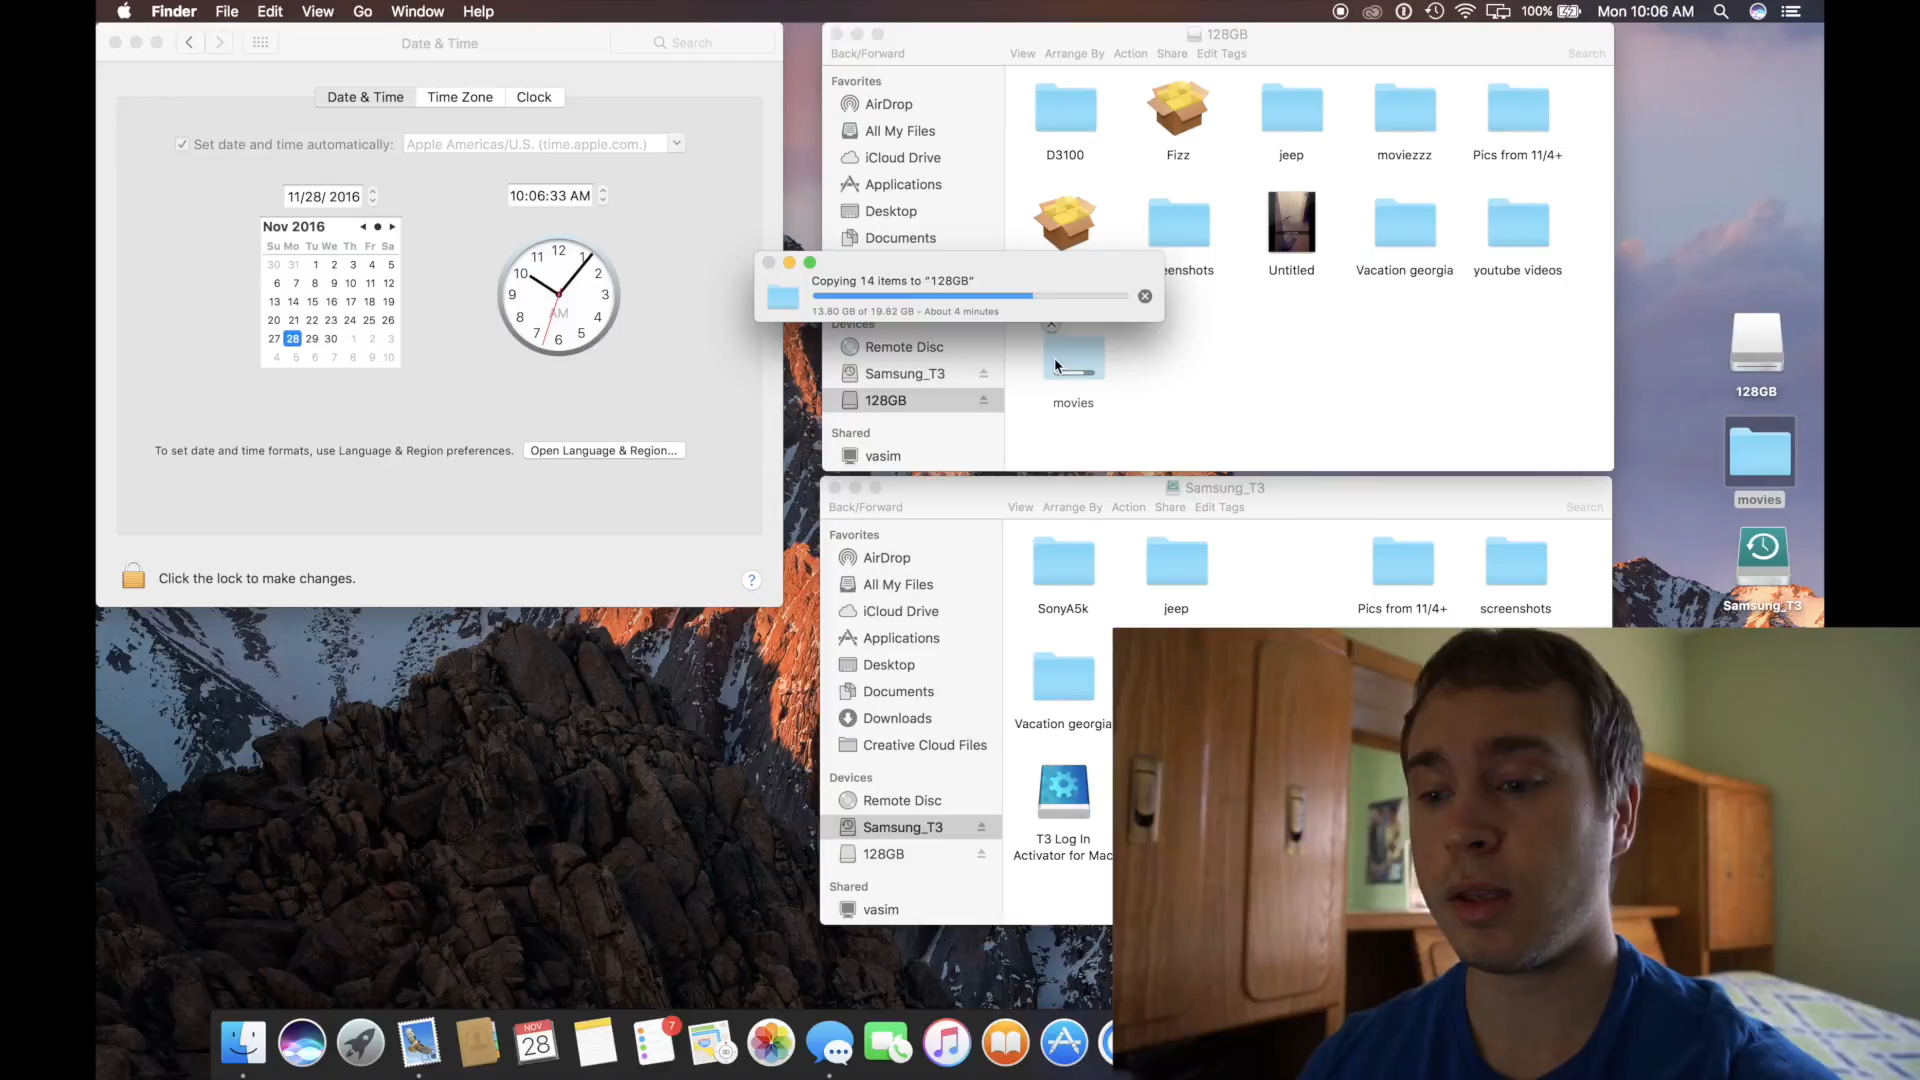 Finder File Edit View Go Window Help
100% Mon 10:06 AM
Date & Time
Search
Date & Time Time Zone Clock
Set date and time automatically: Apple Americas/U.S. (time.apple.com.)
11/28/ 2016
10:06:33 AM
Nov 2016
Su Mo Tu We Th Fr Sa
30 31 1 2 3 4 5
6 7 8 9 10 11 12
13 14 15 16 17 18 19
20 21 22 23 24 25 26
27 28 29 30 1 2 3
4 5 6 7 8 9 10
12 1 2 3 4 5 6 7 8 9 10 11
AM
To set date and time formats, use Language & Region preferences. Open Language & Region...
Click the lock to make changes.
?
128GB
Back/Forward View Arrange By Action Share Edit Tags Search
Favorites
AirDrop
All My Files
iCloud Drive
Applications
Desktop
Documents
Devices
Remote Disc
Samsung_T3
128GB
Shared
vasim
D3100 Fizz jeep moviezzz Pics from 11/4+
eenshots Untitled Vacation georgia youtube videos
movies
Copying 14 items to “128GB”
13.80 GB of 19.82 GB - About 4 minutes
Samsung_T3
Back/Forward View Arrange By Action Share Edit Tags Search
Favorites
AirDrop
All My Files
iCloud Drive
Applications
Desktop
Documents
Downloads
Creative Cloud Files
Devices
Remote Disc
Samsung_T3
128GB
Shared
vasim
SonyA5k jeep Pics from 11/4+ screenshots
Vacation georgia
T3 Log In
Activator for Mac
128GB
movies
Samsung_T3
NOV
28
7
3D